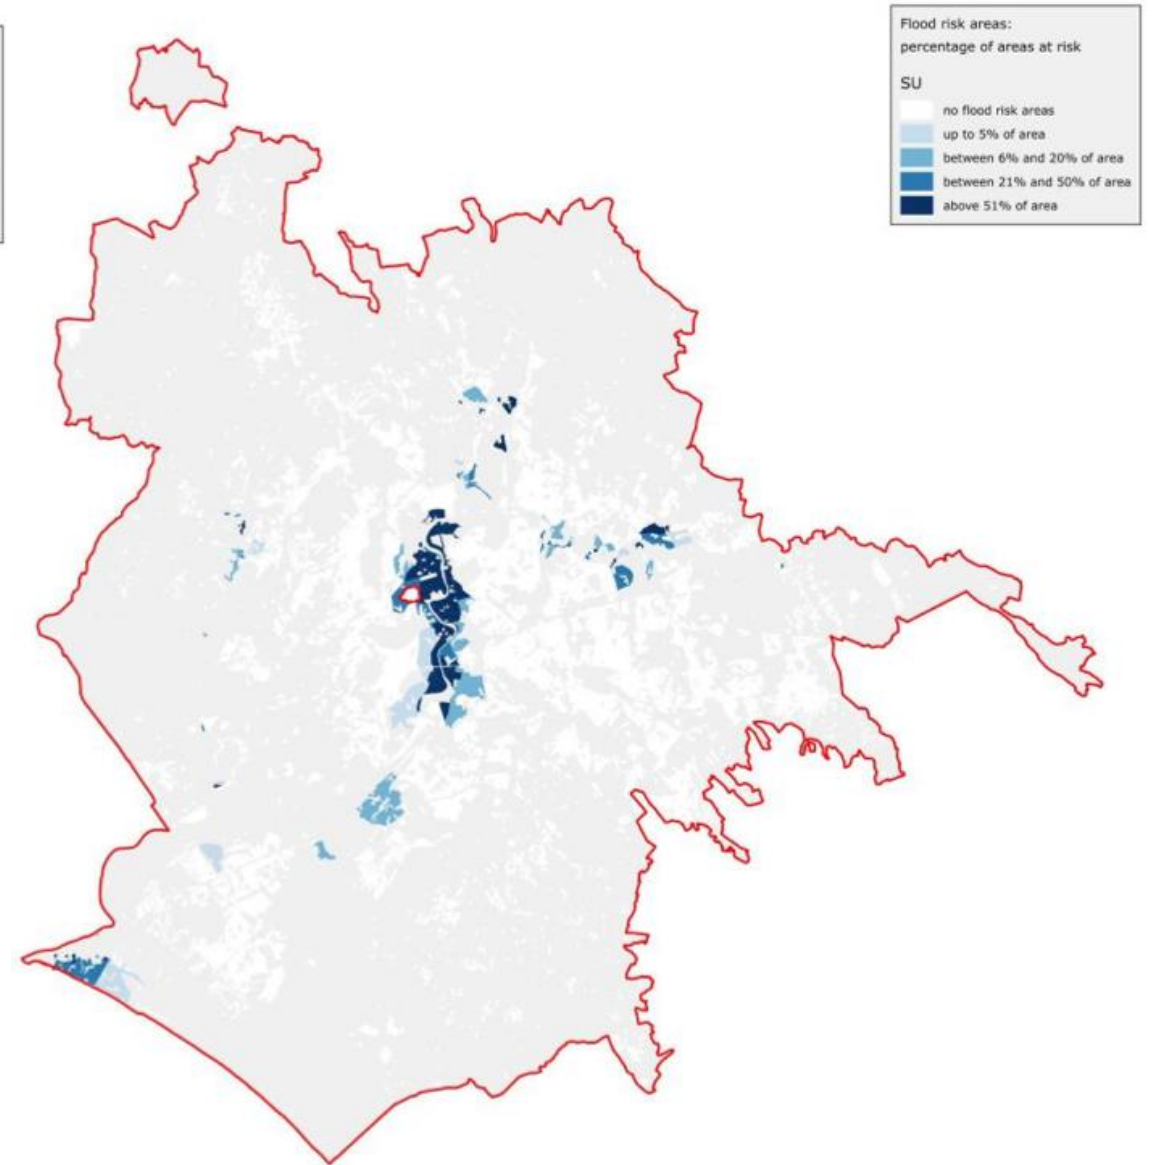 Flood risk areas:
percentage of areas at risk
SU
no flood risk areas
up to 5% of area
between 6% and 20% of area
between 21% and 50% of area
above 51% of area